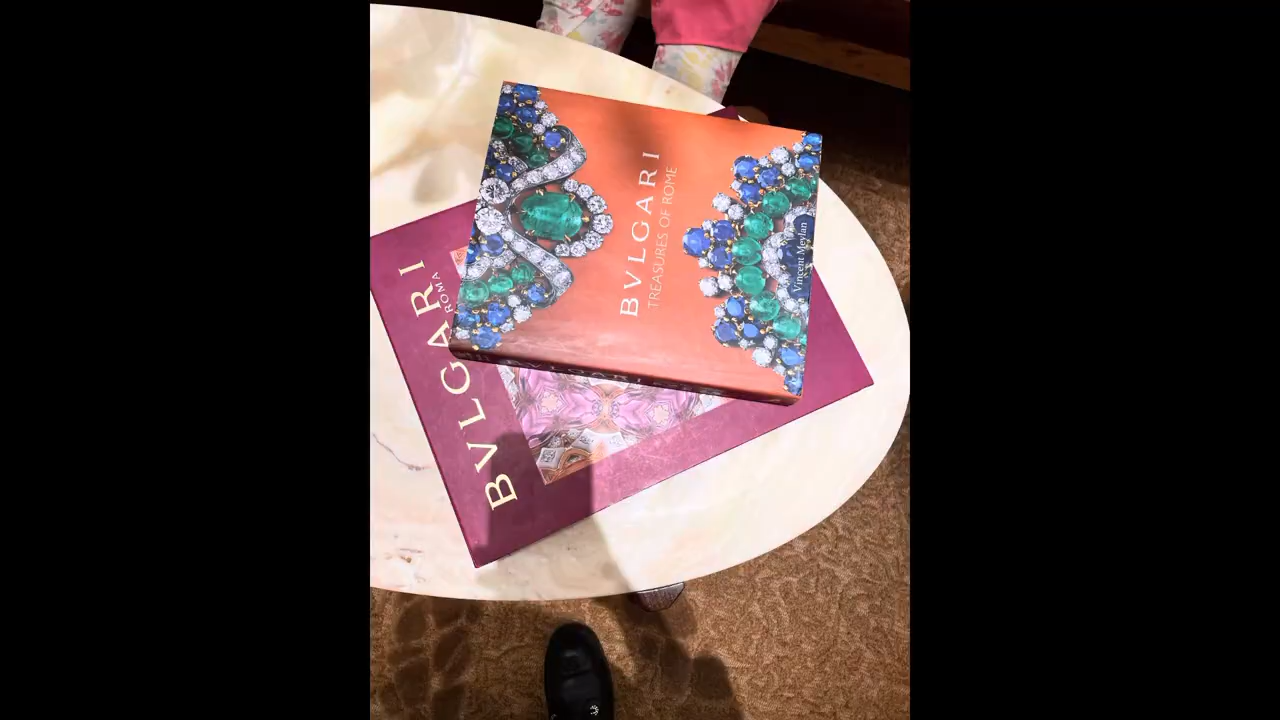 BVLGARI
TREASURES OF ROME
Vincent Meylan
BVLGARI
ROMA